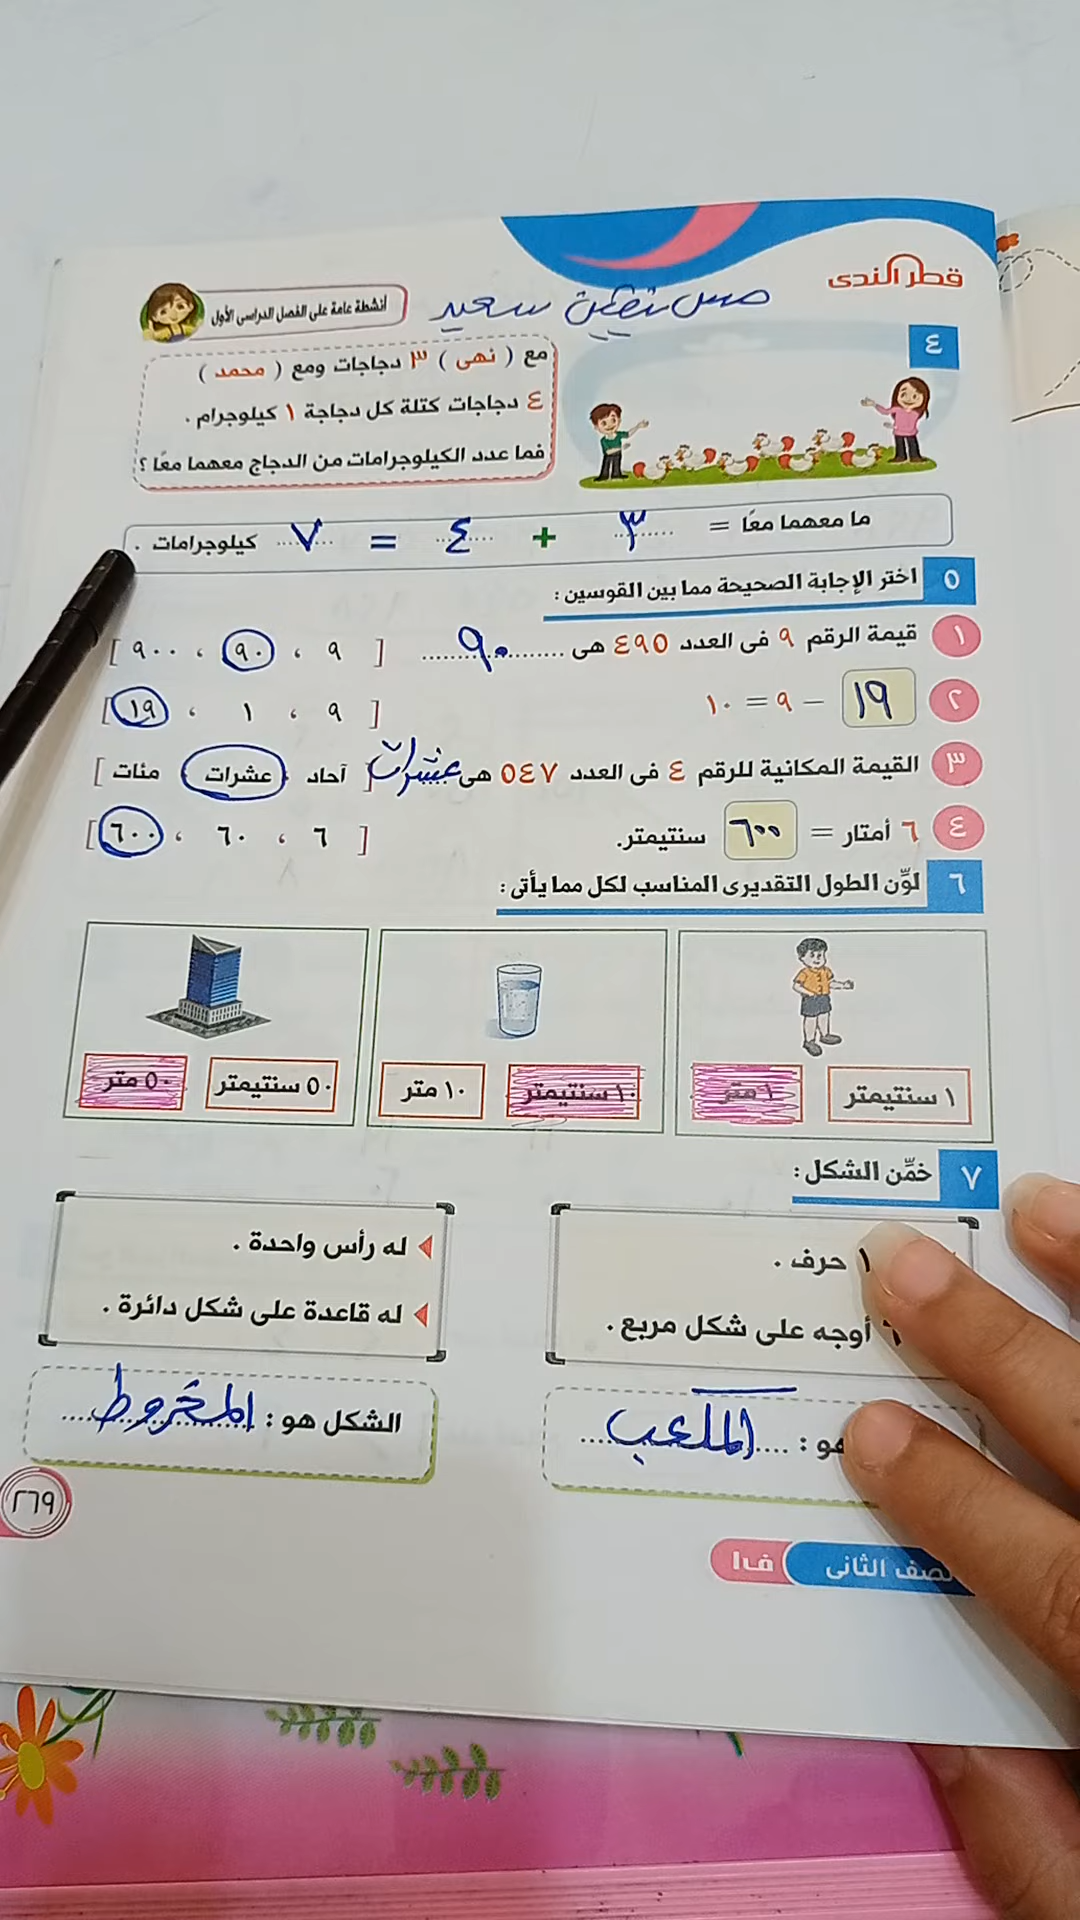 قطر الندى
أنشطة عامة على الفصل الدراسى الأول
سعيد
٤
مع ( نهى ) ٣ دجاجات ومع ( محمد )
٤ دجاجات كتلة كل دجاجة ١ كيلوجرام .
فما عدد الكيلوجرامات من الدجاج معهما معًا ؟
ما معهما معًا = ٣ + ٤ = ٧ كيلوجرامات .
٥ اختر الإجابة الصحيحة مما بين القوسين :
١ قيمة الرقم ٩ فى العدد ٤٩٥ هى ٩٠ [ ٩ ، ٩٠ ، ٩٠٠ ]
٢ ١٩ – ٩ = ١٠ [ ٩ ، ١ ، ١٩ ]
٣ القيمة المكانية للرقم ٤ فى العدد ٥٤٧ هى عشرات [ آحاد ، عشرات ، مئات ]
٤ ٦ أمتار = ٦٠٠ سنتيمتر. [ ٦ ، ٦٠ ، ٦٠٠ ]
٦ لوِّن الطول التقديرى المناسب لكل مما يأتى :
١ سنتيمتر ١ متر ١٠ سنتيمتر ١٠ متر ٥٠ سنتيمتر ٥٠ متر
٧ خمِّن الشكل :
حرف .
أوجه على شكل مربع .
هو : المكعب
له رأس واحدة .
له قاعدة على شكل دائرة .
الشكل هو : المخروط
٢٦٩
الثانى ف١